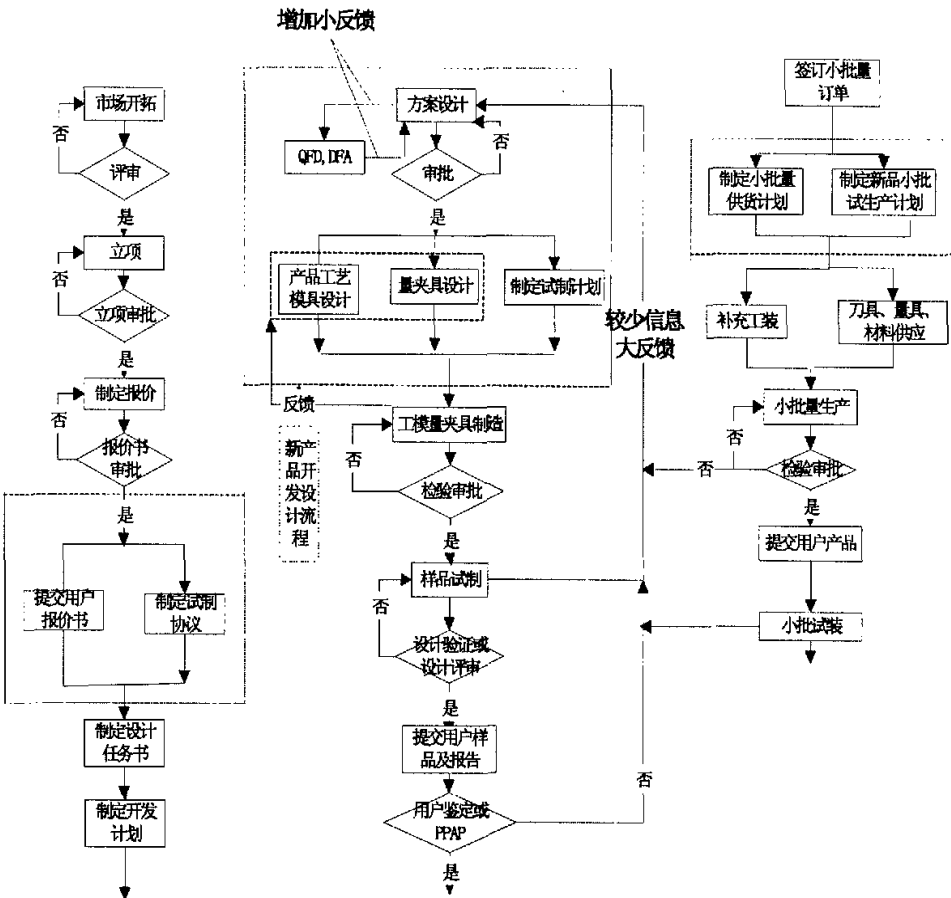 增加小反馈
市场开拓
否
评审
是
立项
否
立项审批
是
制定报价
否
报价书
审批
是
提交用户
报价书
制定试制
协议
制定设计
任务书
制定开发
计划
方案设计
QFD,DFA
否
审批
是
产品工艺
模具设计
量夹具设计
制定试制计划
较少信息
大反馈
反馈
工模量夹具制造
新产
品开
发设
计流
程
否
检验审批
是
样品试制
否
设计验证或
设计评审
是
提交用户样
品及报告
用户鉴定或
PPAP
否
是
签订小批量
订单
制定小批量
供货计划
制定新品小批
试生产计划
补充工装
刀具、量具、
材料供应
小批量生产
否
否
检验审批
是
提交用户产品
小批试装